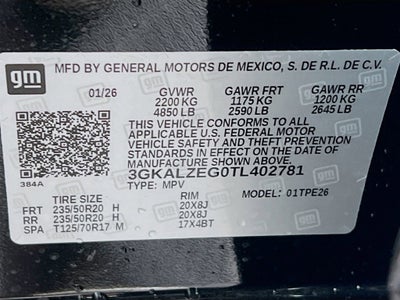 gm MFD BY GENERAL MOTORS DE MEXICO, S. DE R.L. DE C.V.
01/26 GVWR GAWR FRT GAWR RR
2200 KG 1175 KG 1200 KG
4850 LB 2590 LB 2645 LB
THIS VEHICLE CONFORMS TO ALL
APPLICABLE U.S. FEDERAL MOTOR
VEHICLE SAFETY AND THEFT PREVENTION
STANDARDS IN EFFECT ON THE DATE OF
MANUFACTURE SHOWN ABOVE.
3GKALZEG0TL402781
384A TYPE: MPV MODEL: 01TPE26
TIRE SIZE RIM
FRT 235/50R20 H 20X8J
RR 235/50R20 H 20X8J
SPA T125/70R17 M 17X4BT
gm